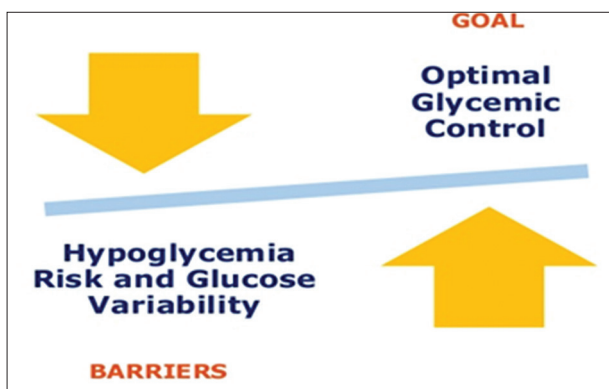 GOAL
Optimal
Glycemic
Control
Hypoglycemia
Risk and Glucose
Variability
BARRIERS